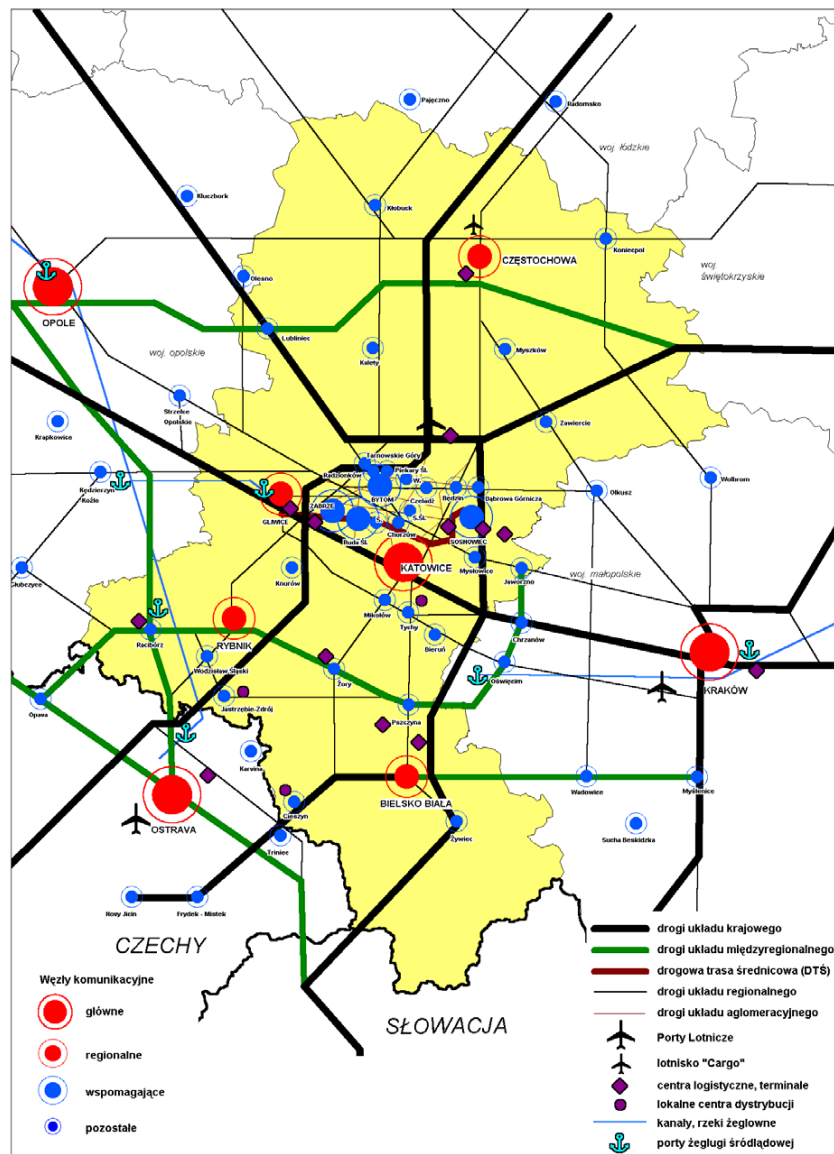 Pajęczno
Radomsko
woj. łódzkie
Kluczbork
Kłobuck
Koniecpol
CZĘSTOCHOWA
woj.
świętokrzyskie
Olesno
OPOLE
Lubliniec
woj. opolskie
Kalety
Myszków
Strzelce
Opolskie
Krapkowice
Zawiercie
Tarnowskie Góry
Radzionków
Piekary Śl.
W.
Wolbrom
Kędzierzyn
Koźle
BYTOM
Będzin
Dąbrowa Górnicza
Olkusz
Czeladź
GLIWICE
ZABRZE
S.Śl.
Ś.
Ruda Śl.
Chorzów
SOSNOWIEC
Głubczyce
Knurów
KATOWICE
Mysłowice
Jaworzno
woj. małopolskie
Mikołów
Tychy
Bieruń
Chrzanów
Racibórz
RYBNIK
Wodzisław Śląski
Żory
Oświęcim
KRAKÓW
Opava
Jastrzębie-Zdrój
Pszczyna
Karvina
OSTRAVA
Cieszyn
BIELSKO BIAŁA
Wadowice
Myślenice
Triniec
Żywiec
Sucha Beskidzka
Novy Jicin
Frydek - Mistek
CZECHY
SŁOWACJA
Węzły komunikacyjne
główne
regionalne
wspomagające
pozostałe
drogi układu krajowego
drogi układu międzyregionalnego
drogowa trasa średnicowa (DTŚ)
drogi układu regionalnego
drogi układu aglomeracyjnego
Porty Lotnicze
lotnisko "Cargo"
centra logistyczne, terminale
lokalne centra dystrybucji
kanały, rzeki żeglowne
porty żeglugi śródlądowej